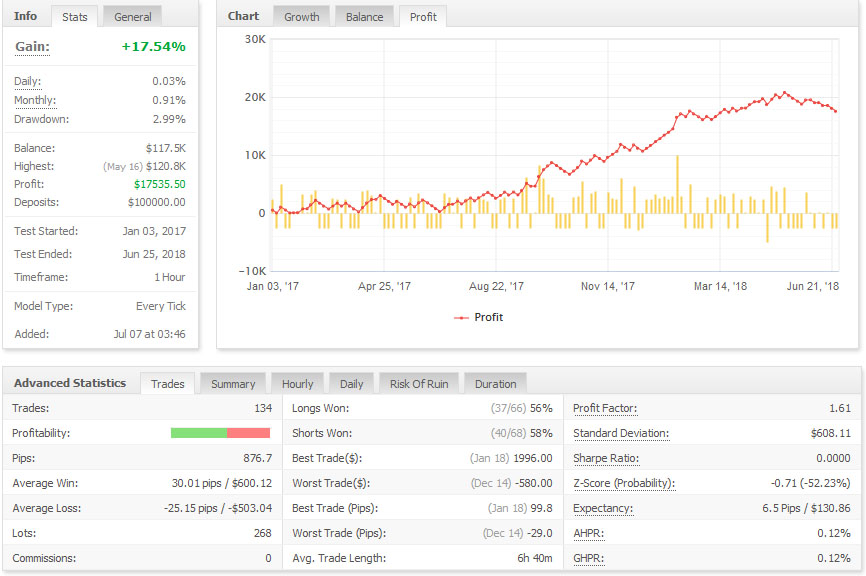 Info Stats General
Gain: +17.54%
Daily: 0.03%
Monthly: 0.91%
Drawdown: 2.99%
Balance: $117.5K
Highest: (May 16) $120.8K
Profit: $17535.50
Deposits: $100000.00
Test Started: Jan 03, 2017
Test Ended: Jun 25, 2018
Timeframe: 1 Hour
Model Type: Every Tick
Added: Jul 07 at 03:46
Chart Growth Balance Profit
30K
20K
10K
0
-10K
Jan 03, '17 Apr 25, '17 Aug 22, '17 Nov 14, '17 Mar 14, '18 Jun 21, '18
Profit
Advanced Statistics Trades Summary Hourly Daily Risk Of Ruin Duration
Trades: 134
Profitability:
Pips: 876.7
Average Win: 30.01 pips / $600.12
Average Loss: -25.15 pips / -$503.04
Lots: 268
Commissions: 0
Longs Won: (37/66) 56%
Shorts Won: (40/68) 58%
Best Trade($): (Jan 18) 1996.00
Worst Trade($): (Dec 14) -580.00
Best Trade (Pips): (Jan 18) 99.8
Worst Trade (Pips): (Dec 14) -29.0
Avg. Trade Length: 6h 40m
Profit Factor: 1.61
Standard Deviation: $608.11
Sharpe Ratio: 0.0000
Z-Score (Probability): -0.71 (-52.23%)
Expectancy: 6.5 Pips / $130.86
AHPR: 0.12%
GHPR: 0.12%